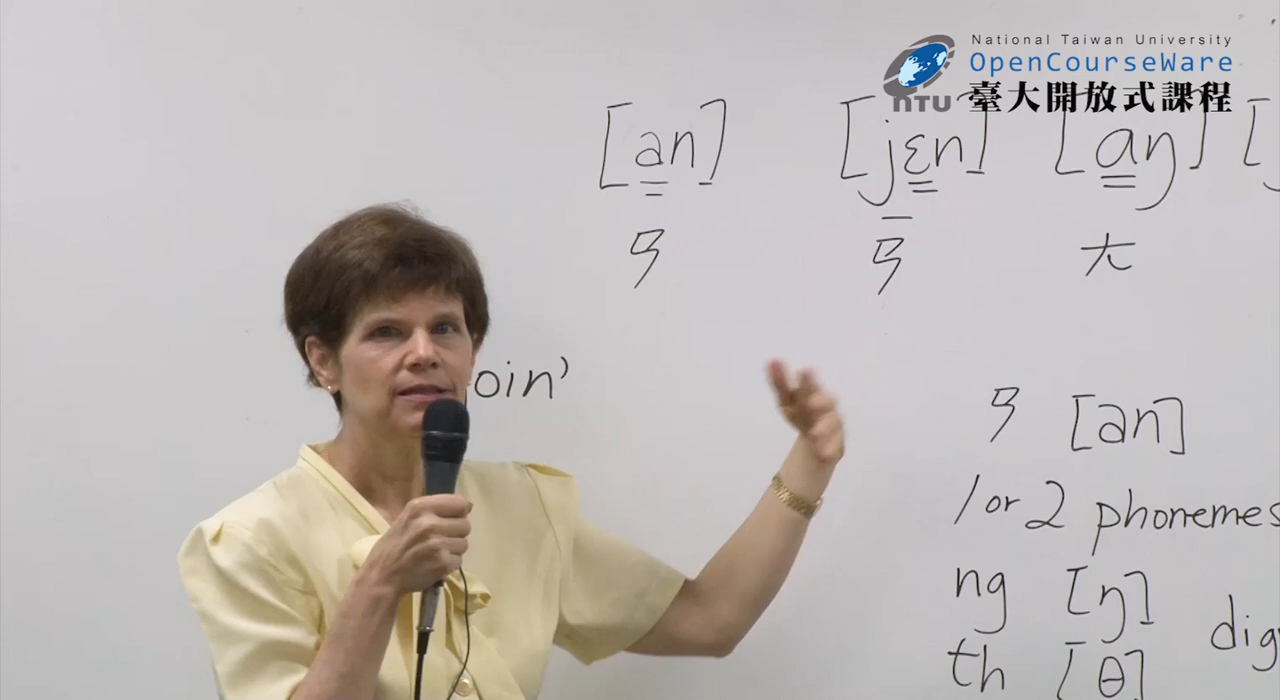 National Taiwan University
OpenCourseWare
NTU 臺大開放式課程
[an] [jɛn] [ɑŋ] [
ㄢ ㄢ ㄤ
oin'
ㄢ [an]
1 or 2 phonemes
ng [ŋ]
th [θ]